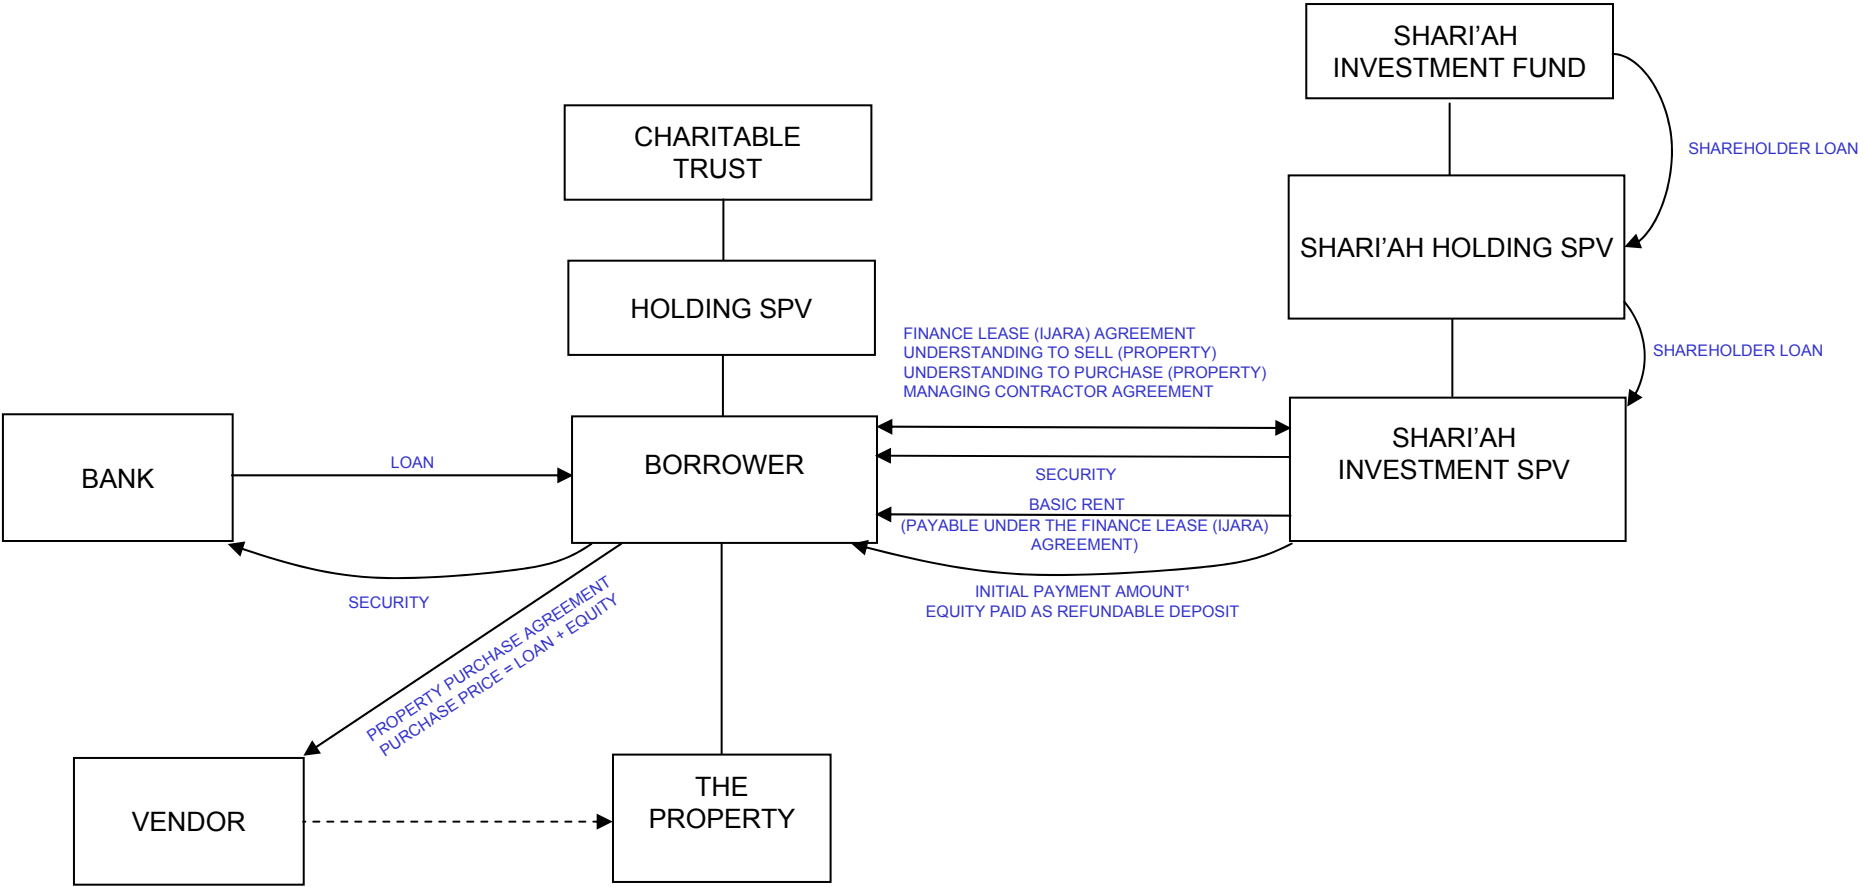 SHARI’AH
INVESTMENT FUND
SHAREHOLDER LOAN
CHARITABLE
TRUST
SHARI’AH HOLDING SPV
HOLDING SPV
SHAREHOLDER LOAN
FINANCE LEASE (IJARA) AGREEMENT
UNDERSTANDING TO SELL (PROPERTY)
UNDERSTANDING TO PURCHASE (PROPERTY)
MANAGING CONTRACTOR AGREEMENT
BANK
LOAN
BORROWER
SHARI’AH
INVESTMENT SPV
SECURITY
BASIC RENT
(PAYABLE UNDER THE FINANCE LEASE (IJARA)
AGREEMENT)
INITIAL PAYMENT AMOUNT¹
EQUITY PAID AS REFUNDABLE DEPOSIT
SECURITY
PROPERTY PURCHASE AGREEMENT
PURCHASE PRICE = LOAN + EQUITY
VENDOR
THE
PROPERTY